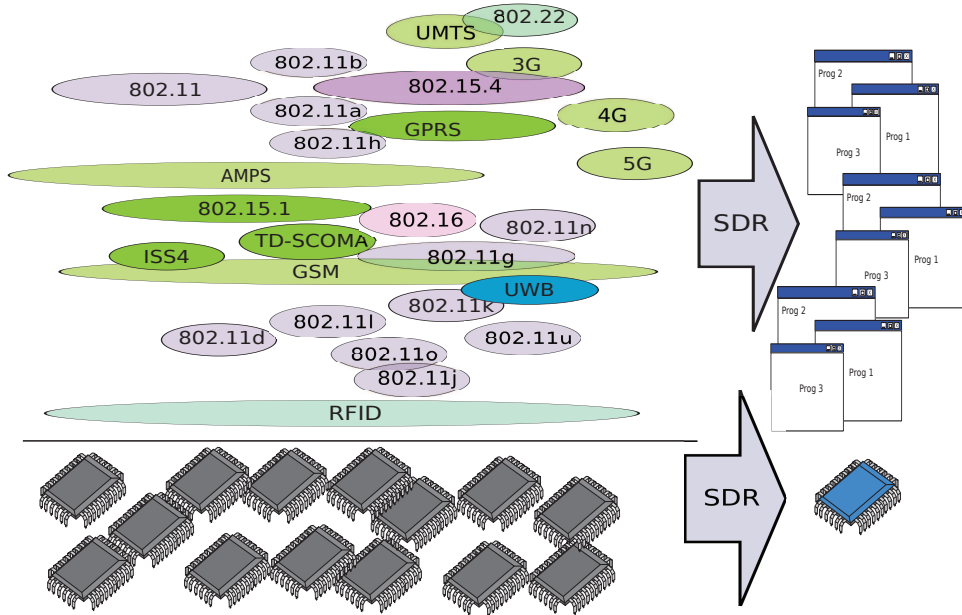 802.22
UMTS
802.11b
3G
802.11
802.15.4
802.11a
4G
GPRS
802.11h
5G
AMPS
802.15.1
802.16
802.11n
TD-SCOMA
ISS4
802.11g
GSM
UWB
802.11k
802.11l
802.11d
802.11u
802.11o
802.11j
RFID
SDR
Prog 2
Prog 1
Prog 3
Prog 2
Prog 1
Prog 3
Prog 2
Prog 1
Prog 3
SDR